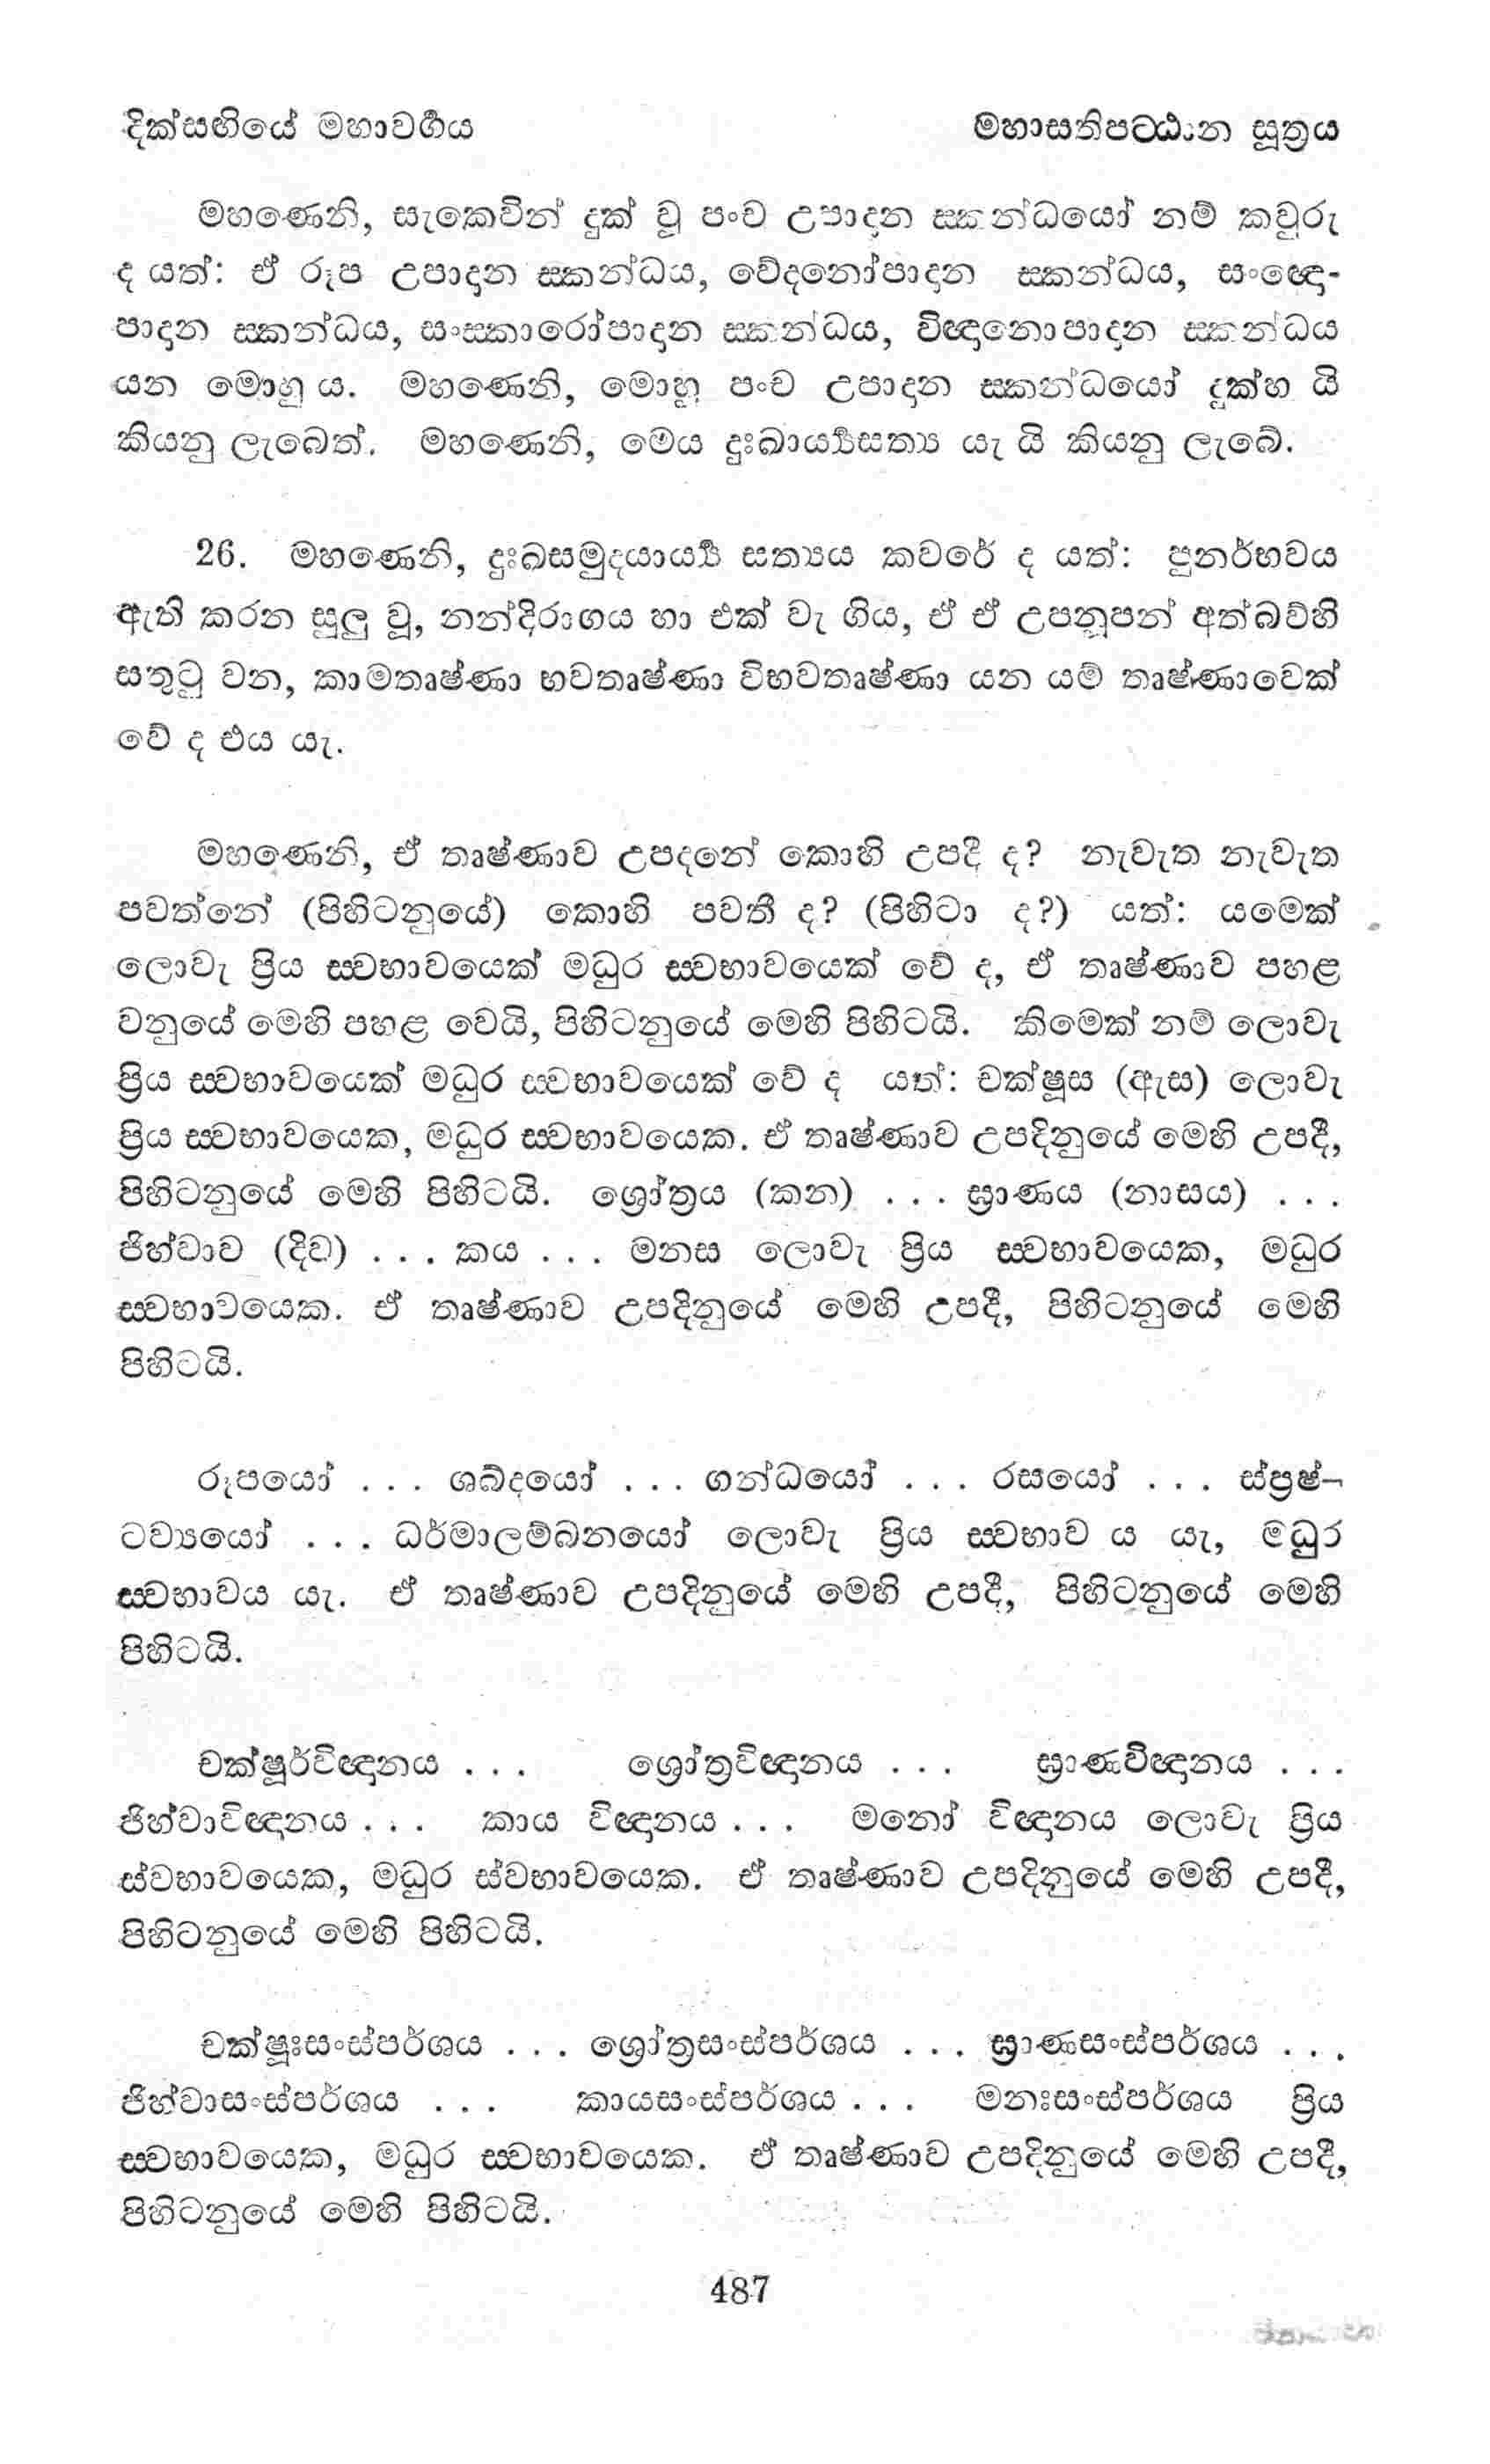 දික්සඟියේ මහාවර්‍ගය
මහාසතිපට්ඨාන සූත්‍රය
මහණෙනි, සැකෙවින් දුක් වූ පංච උපාදාන ස්කන්ධයෝ නම් කවුරු
ද යත්: ඒ රූප උපාදාන ස්කන්ධය, වේදනෝපාදාන ස්කන්ධය, සංඥො-
පාදාන ස්කන්ධය, සංස්කාරෝපාදාන ස්කන්ධය, විඥානොපාදාන ස්කන්ධය
යන මොහු ය. මහණෙනි, මොහු පංච උපාදාන ස්කන්ධයෝ දුක්හ යි
කියනු ලැබෙත්. මහණෙනි, මෙය දුඃඛාර්‍ය්‍යසත්‍ය යැ යි කියනු ලැබේ.
26. මහණෙනි, දුඃඛසමුදයාර්‍ය්‍ය සත්‍යය කවරේ ද යත්: පුනර්භවය
ඇති කරන සුලු වූ, නන්දිරාගය හා එක් වැ ගිය, ඒ ඒ උපනූපන් අත්බව්හි
සතුටු වන, කාමතෘෂ්ණා භවතෘෂ්ණා විභවතෘෂ්ණා යන යම් තෘෂ්ණාවෙක්
වේ ද එය යැ.
මහණෙනි, ඒ තෘෂ්ණාව උපදනේ කොහි උපදී ද? නැවැත නැවැත
පවත්නේ (පිහිටනුයේ) කොහි පවතී ද? (පිහිටා ද?) යත්: යමෙක්
ලොවැ ප්‍රිය ස්වභාවයෙක් මධුර ස්වභාවයෙක් වේ ද, ඒ තෘෂ්ණාව පහළ
වනුයේ මෙහි පහළ වෙයි, පිහිටනුයේ මෙහි පිහිටයි. කිමෙක් නම් ලොවැ
ප්‍රිය ස්වභාවයෙක් මධුර ස්වභාවයෙක් වේ ද යත්: චක්ෂූස (ඇස) ලොවැ
ප්‍රිය ස්වභාවයෙක, මධුර ස්වභාවයෙක. ඒ තෘෂ්ණාව උපදිනුයේ මෙහි උපදී,
පිහිටනුයේ මෙහි පිහිටයි. ශ්‍රෝත්‍රය (කන) . . . ඝ්‍රාණය (නාසය) . . .
ජිහ්වාව (දිව) . . . කය . . . මනස ලොවැ ප්‍රිය ස්වභාවයෙක, මධුර
ස්වභාවයෙක. ඒ තෘෂ්ණාව උපදිනුයේ මෙහි උපදී, පිහිටනුයේ මෙහි
පිහිටයි.
රූපයෝ . . . ශබ්දයෝ . . . ගන්ධයෝ . . . රසයෝ . . . ස්ප්‍රෂ්-
ටව්‍යයෝ . . . ධර්මාලම්බනයෝ ලොවැ ප්‍රිය ස්වභාව ය යැ, මධුර
ස්වභාවය යැ. ඒ තෘෂ්ණාව උපදිනුයේ මෙහි උපදී, පිහිටනුයේ මෙහි
පිහිටයි.
චක්ෂුර්විඥානය . . . ශ්‍රෝත්‍රවිඥානය . . . ඝ්‍රාණවිඥානය . . .
ජිහ්වාවිඥානය . . . කාය විඥානය . . . මනෝ විඥානය ලොවැ ප්‍රිය
ස්වභාවයෙක, මධුර ස්වභාවයෙක. ඒ තෘෂ්ණාව උපදිනුයේ මෙහි උපදී,
පිහිටනුයේ මෙහි පිහිටයි.
චක්ෂූඃසංස්පර්ශය . . . ශ්‍රෝත්‍රසංස්පර්ශය . . . ඝ්‍රාණසංස්පර්ශය . . .
ජිහ්වාසංස්පර්ශය . . . කායසංස්පර්ශය . . . මනඃසංස්පර්ශය ප්‍රිය
ස්වභාවයෙක, මධුර ස්වභාවයෙක. ඒ තෘෂ්ණාව උපදිනුයේ මෙහි උපදී,
පිහිටනුයේ මෙහි පිහිටයි.
487